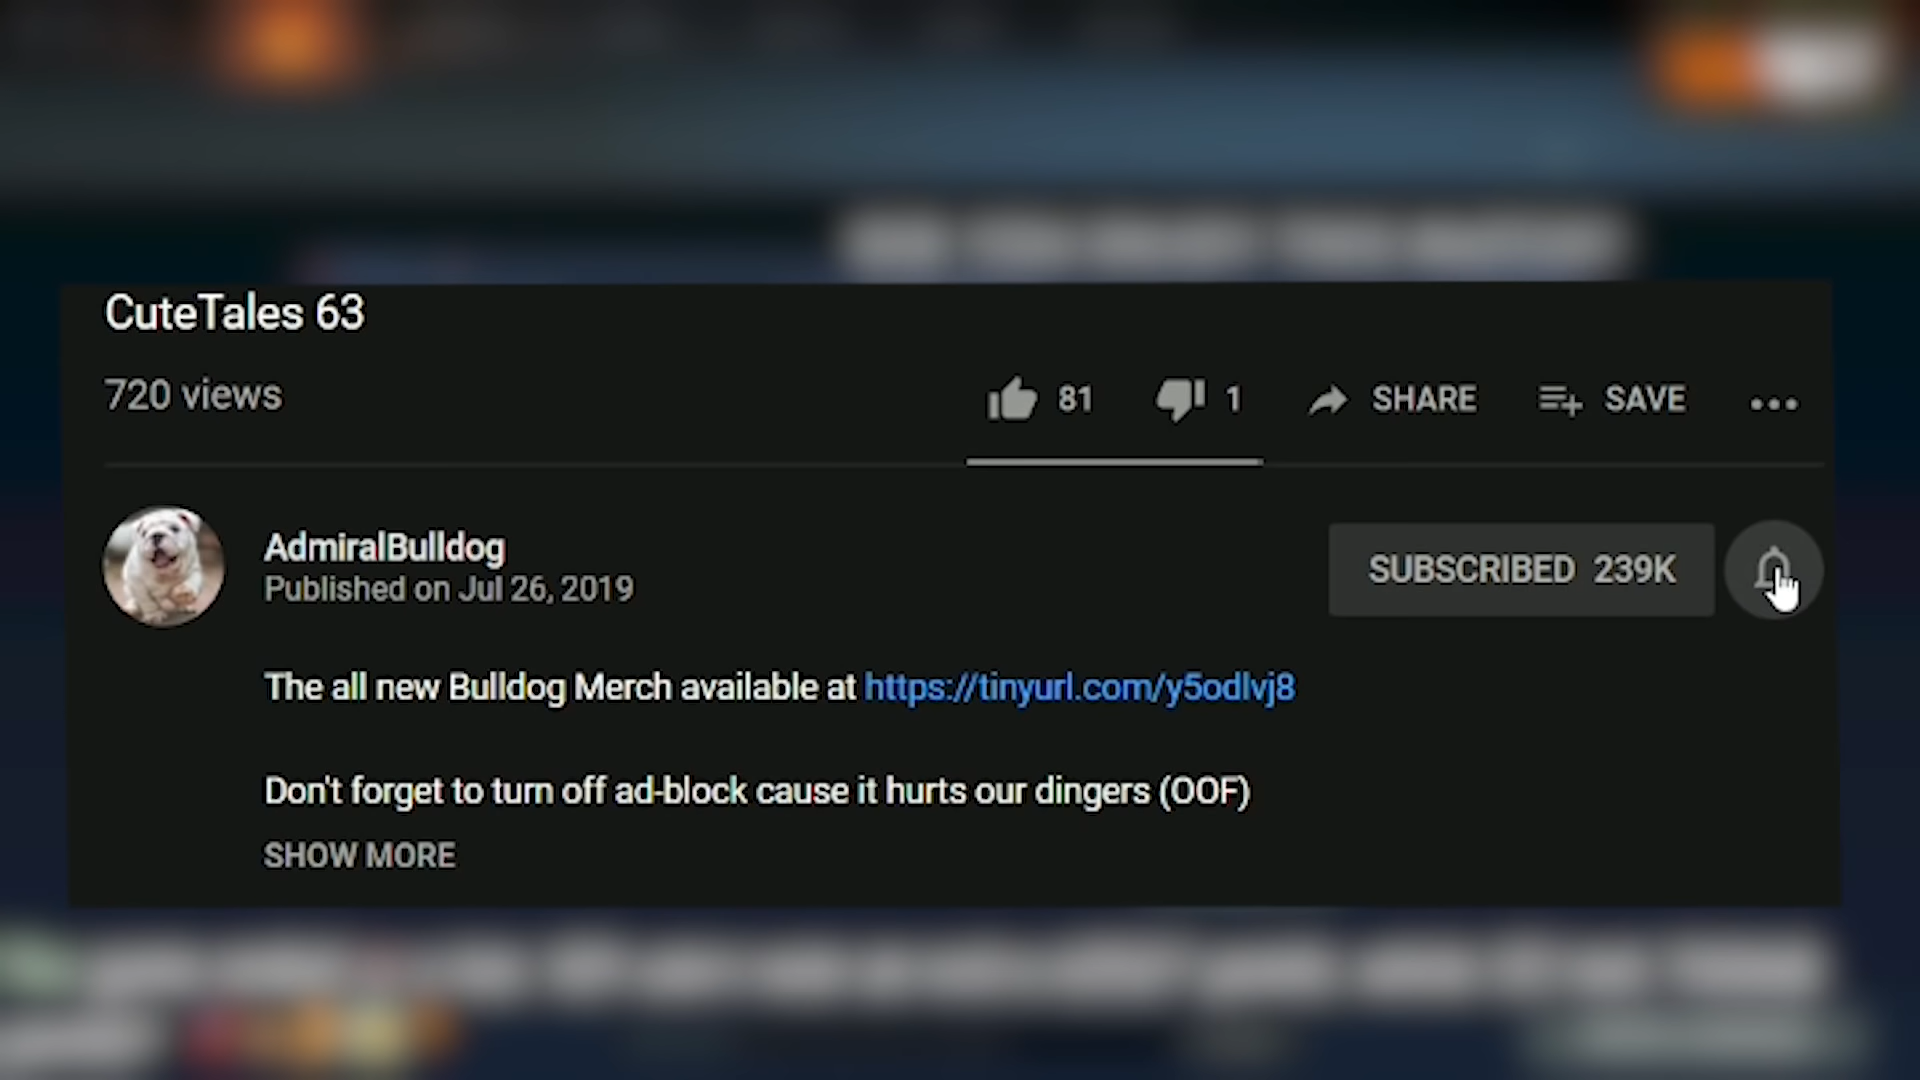 CuteTales 63
720 views
81 1 SHARE SAVE
AdmiralBulldog
Published on Jul 26, 2019
SUBSCRIBED 239K
The all new Bulldog Merch available at https://tinyurl.com/y5odlvj8
Don't forget to turn off ad-block cause it hurts our dingers (OOF)
SHOW MORE